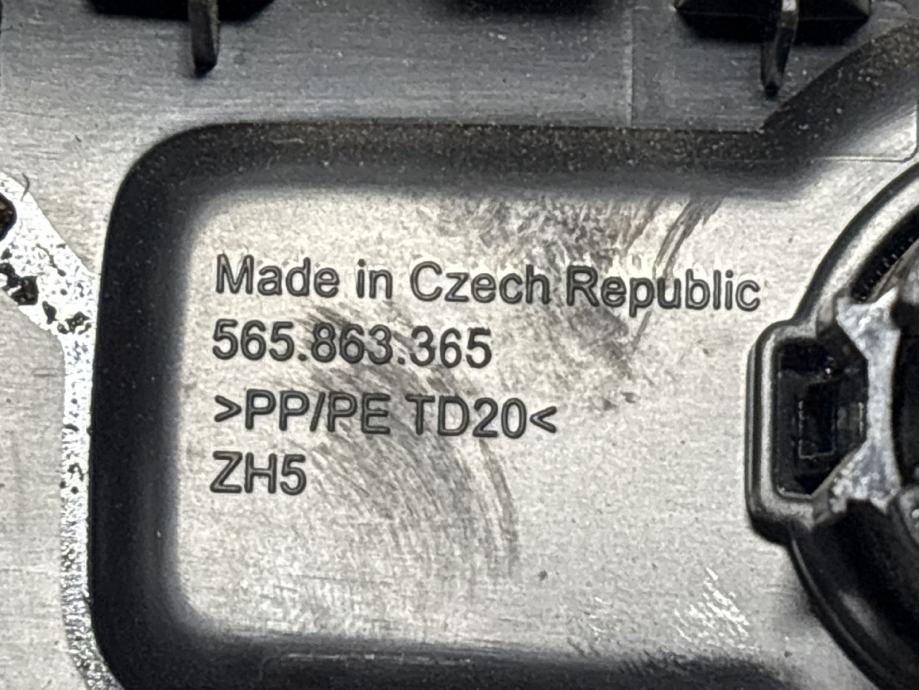 Made in Czech Republic
565.863.365
>PP/PE TD20<
ZH5